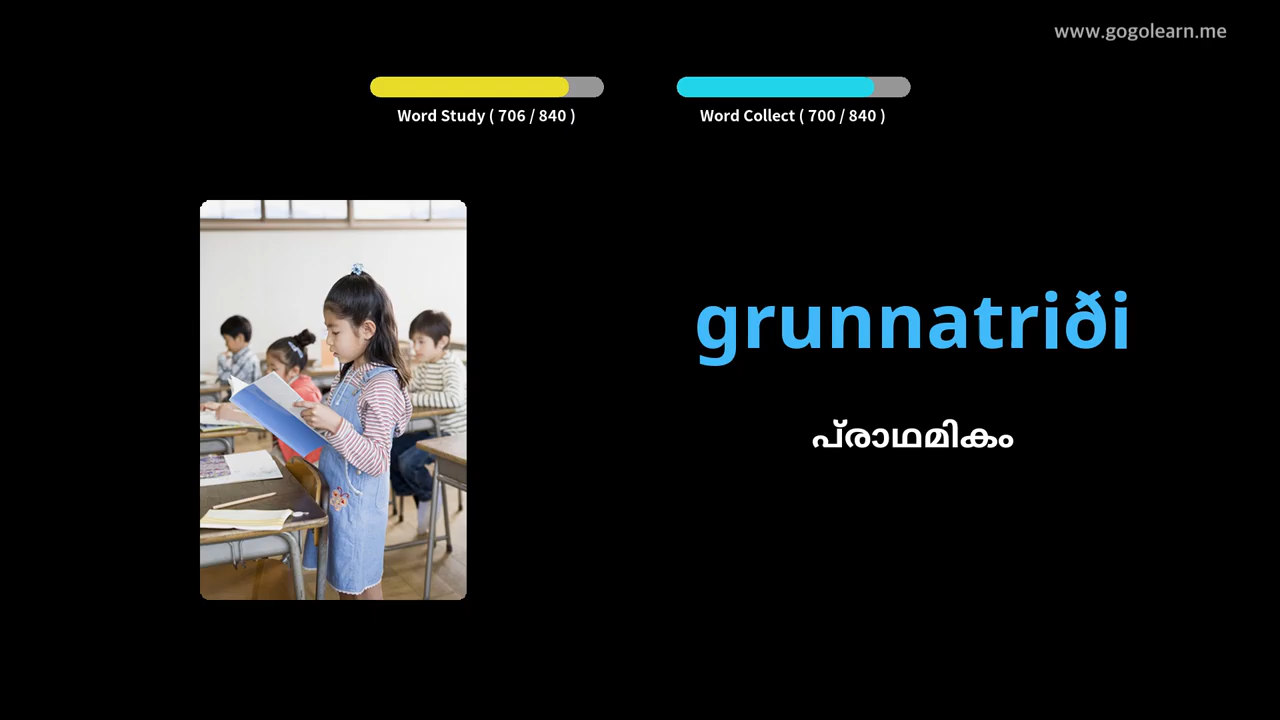 www.gogolearn.me
Word Study ( 706 / 840 )
Word Collect ( 700 / 840 )
grunnatriði
പ്രാഥമികം